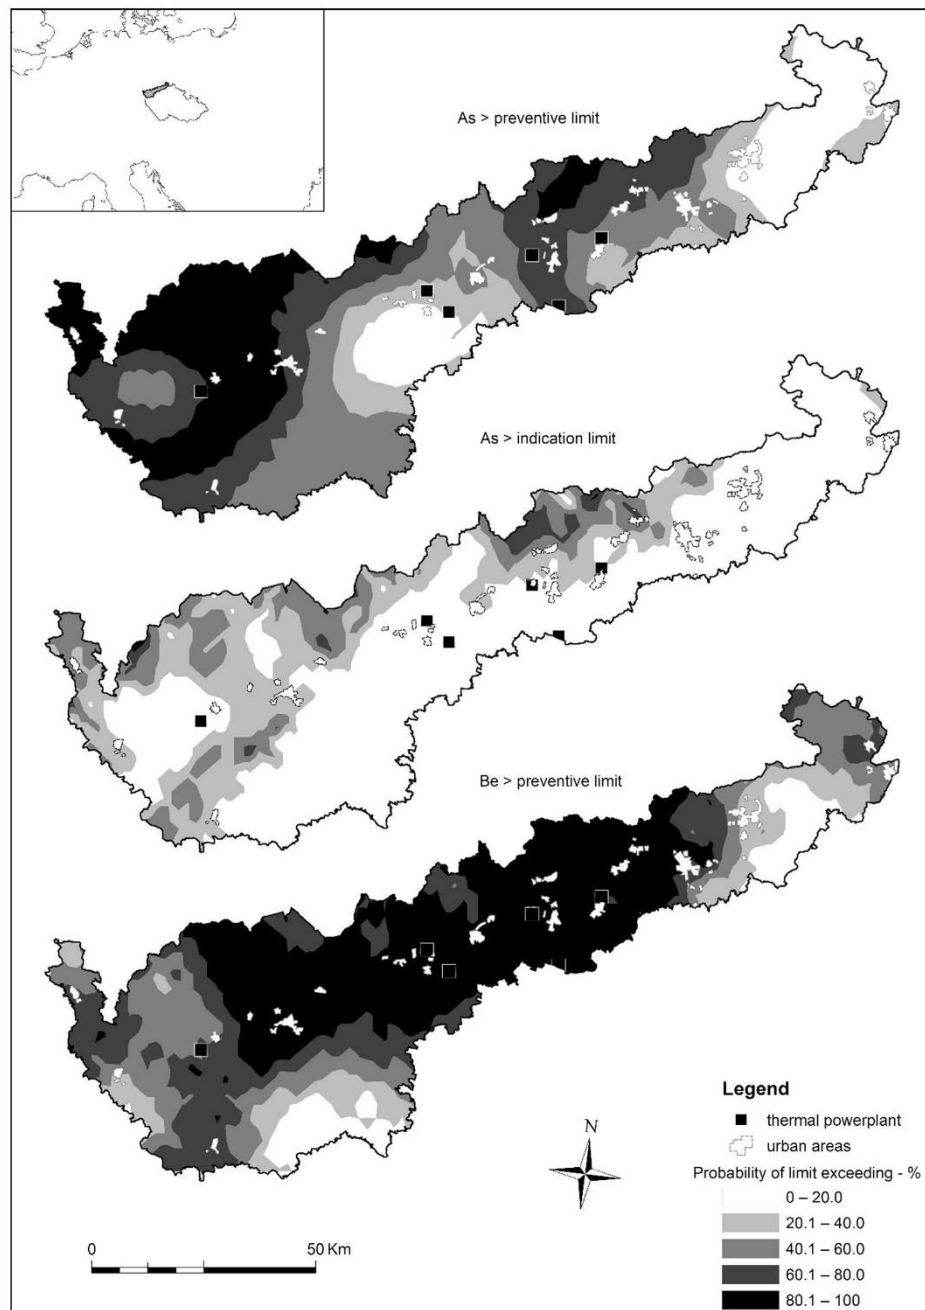 As > preventive limit
As > indication limit
Be > preventive limit
Legend
thermal powerplant
urban areas
Probability of limit exceeding - %
0 – 20.0
20.1 – 40.0
40.1 – 60.0
60.1 – 80.0
80.1 – 100
N
0 50 Km